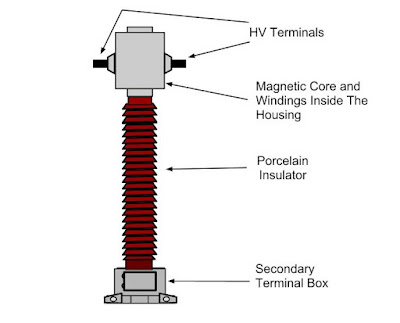 HV Terminals
Magnetic Core and
Windings Inside The
Housing
Porcelain
Insulator
Secondary
Terminal Box